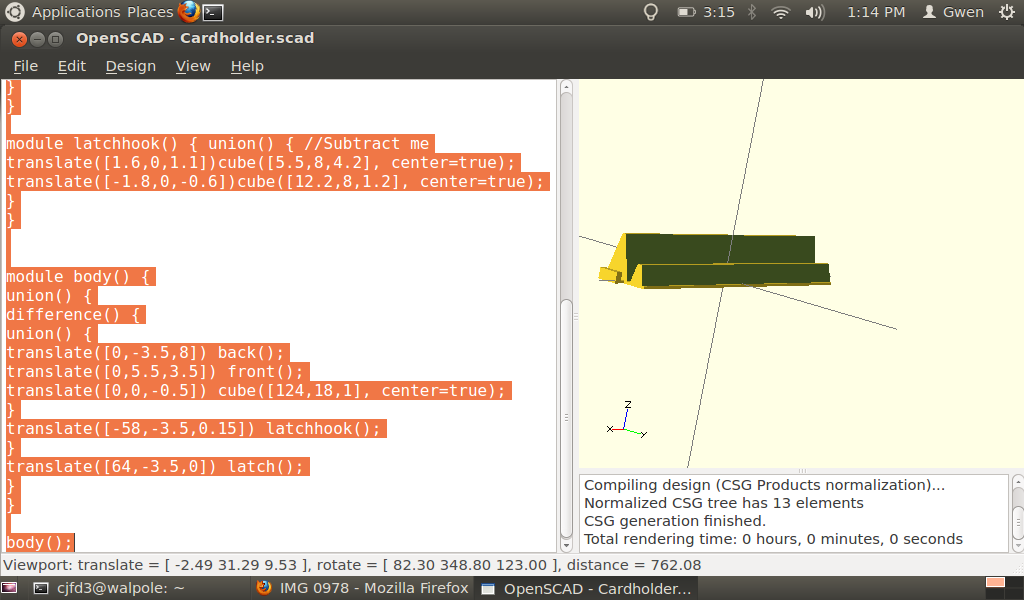 Applications Places 3:15 1:14 PM Gwen
OpenSCAD - Cardholder.scad
File Edit Design View Help
}
}
module latchhook() { union() { //Subtract me
translate([1.6,0,1.1])cube([5.5,8,4.2], center=true);
translate([-1.8,0,-0.6])cube([12.2,8,1.2], center=true);
}
}
module body() {
union() {
difference() {
union() {
translate([0,-3.5,8]) back();
translate([0,5.5,3.5]) front();
translate([0,0,-0.5]) cube([124,18,1], center=true);
}
translate([-58,-3.5,0.15]) latchhook();
}
translate([64,-3.5,0]) latch();
}
}
body();
Z
X
Y
Compiling design (CSG Products normalization)...
Normalized CSG tree has 13 elements
CSG generation finished.
Total rendering time: 0 hours, 0 minutes, 0 seconds
Viewport: translate = [ -2.49 31.29 9.53 ], rotate = [ 82.30 348.80 123.00 ], distance = 762.08
cjfd3@walpole: ~ IMG 0978 - Mozilla Firefox OpenSCAD - Cardholder...